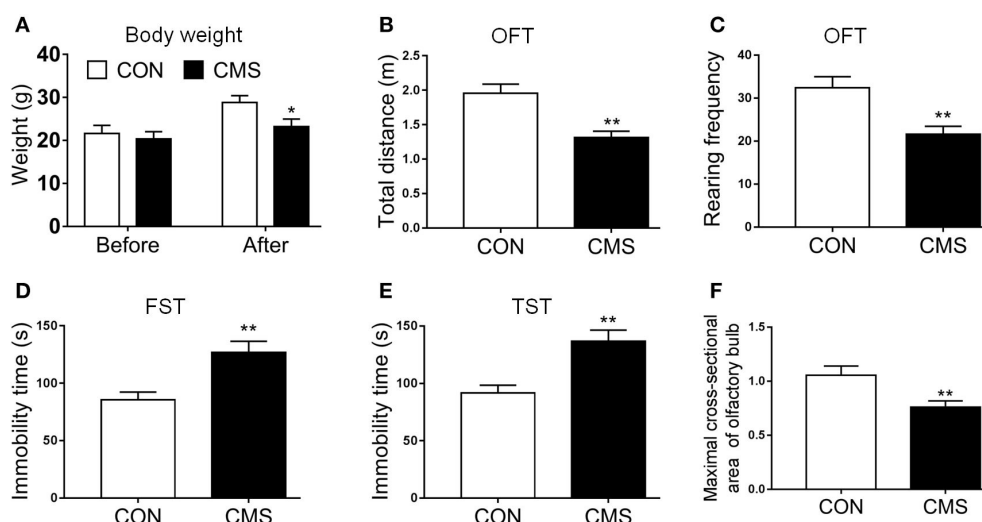 A
Body weight
Weight (g)
40
30
20
10
0
CON
CMS
*
Before
After
B
OFT
Total distance (m)
2.5
2.0
1.5
1.0
0.5
0.0
**
CON
CMS
C
OFT
Rearing frequency
40
30
20
10
0
**
CON
CMS
D
FST
Immobility time (s)
150
100
50
0
**
CON
CMS
E
TST
Immobility time (s)
150
100
50
0
**
CON
CMS
F
Maximal cross-sectional
area of olfactory bulb
1.5
1.0
0.5
0.0
**
CON
CMS